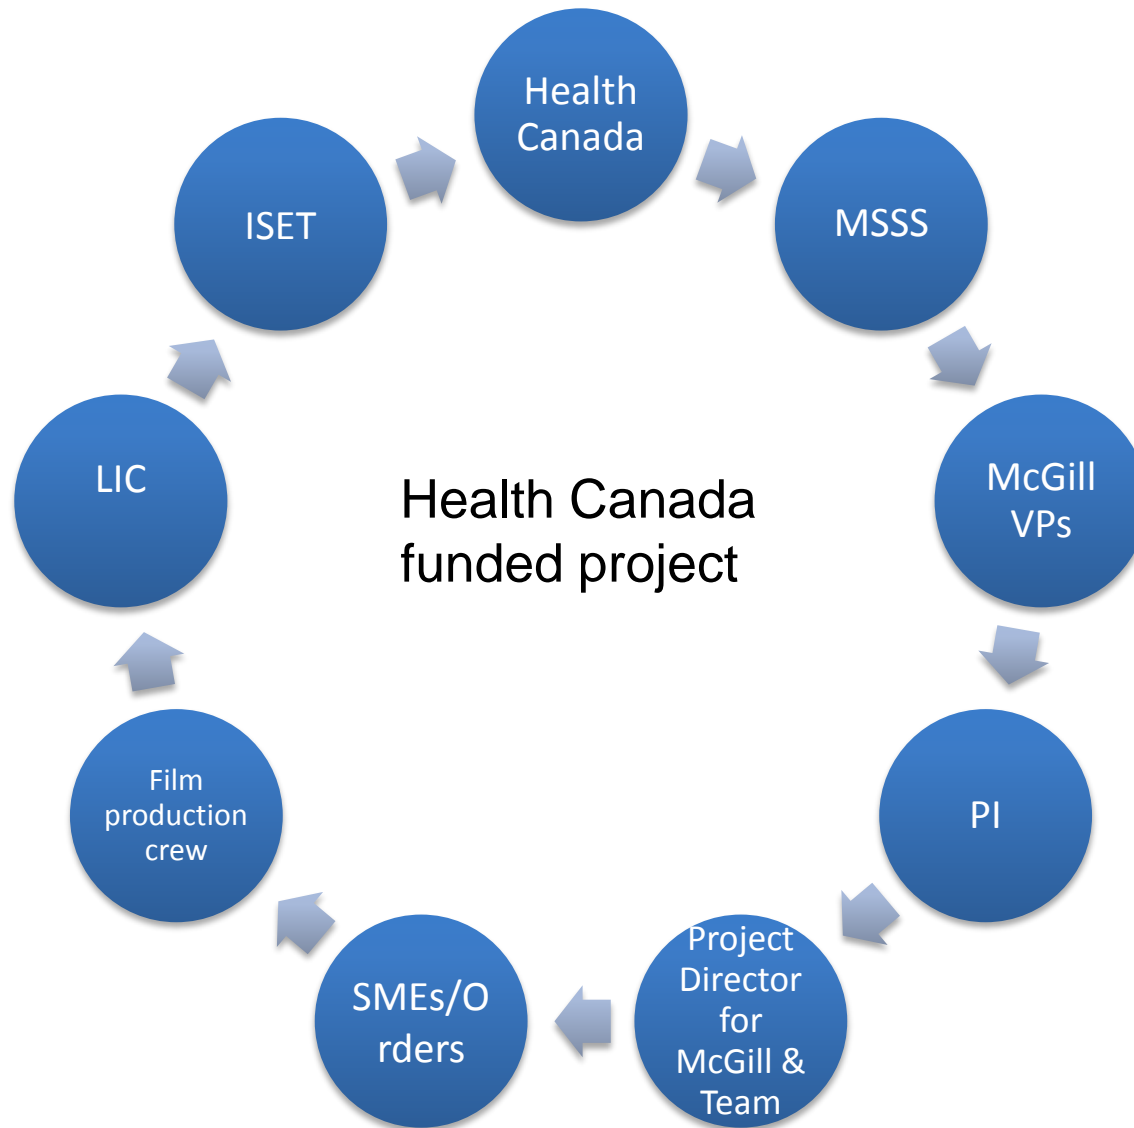 Health
Canada
MSSS
McGill
VPs
PI
Project
Director
for
McGill &
Team
SMEs/O
rders
Film
production
crew
LIC
ISET
Health Canada
funded project